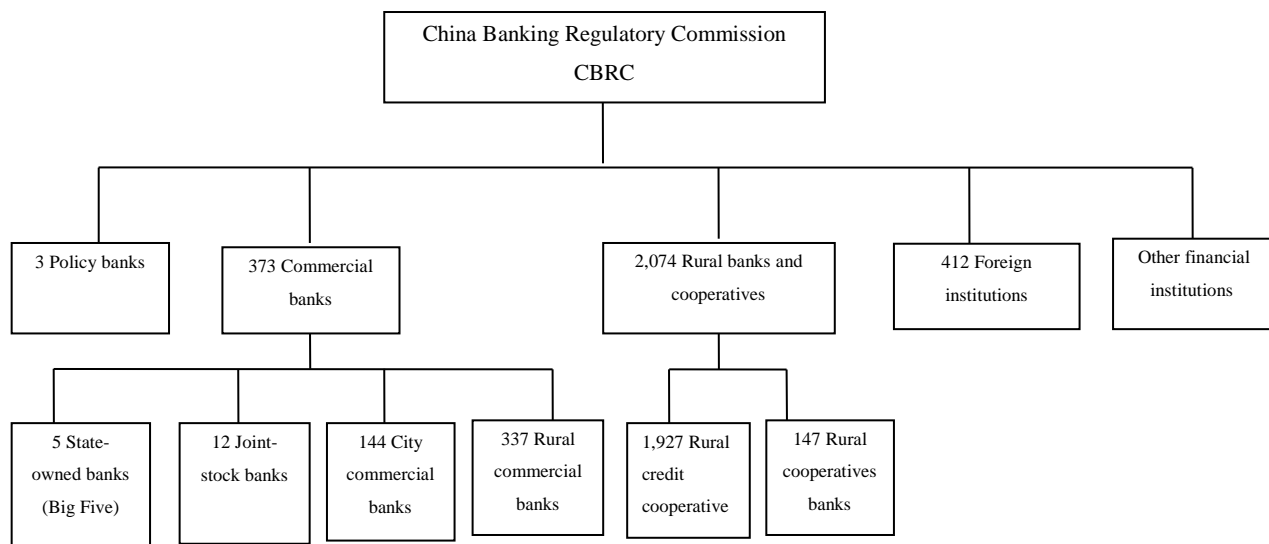 China Banking Regulatory Commission
CBRC
3 Policy banks
373 Commercial
banks
2,074 Rural banks and
cooperatives
412 Foreign
institutions
Other financial
institutions
5 State-
owned banks
(Big Five)
12 Joint-
stock banks
144 City
commercial
banks
337 Rural
commercial
banks
1,927 Rural
credit
cooperative
147 Rural
cooperatives
banks